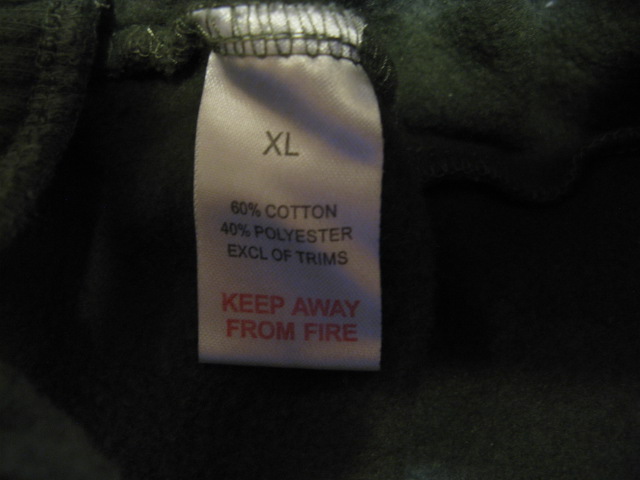 XL
60% COTTON
40% POLYESTER
EXCL OF TRIMS
KEEP AWAY
FROM FIRE